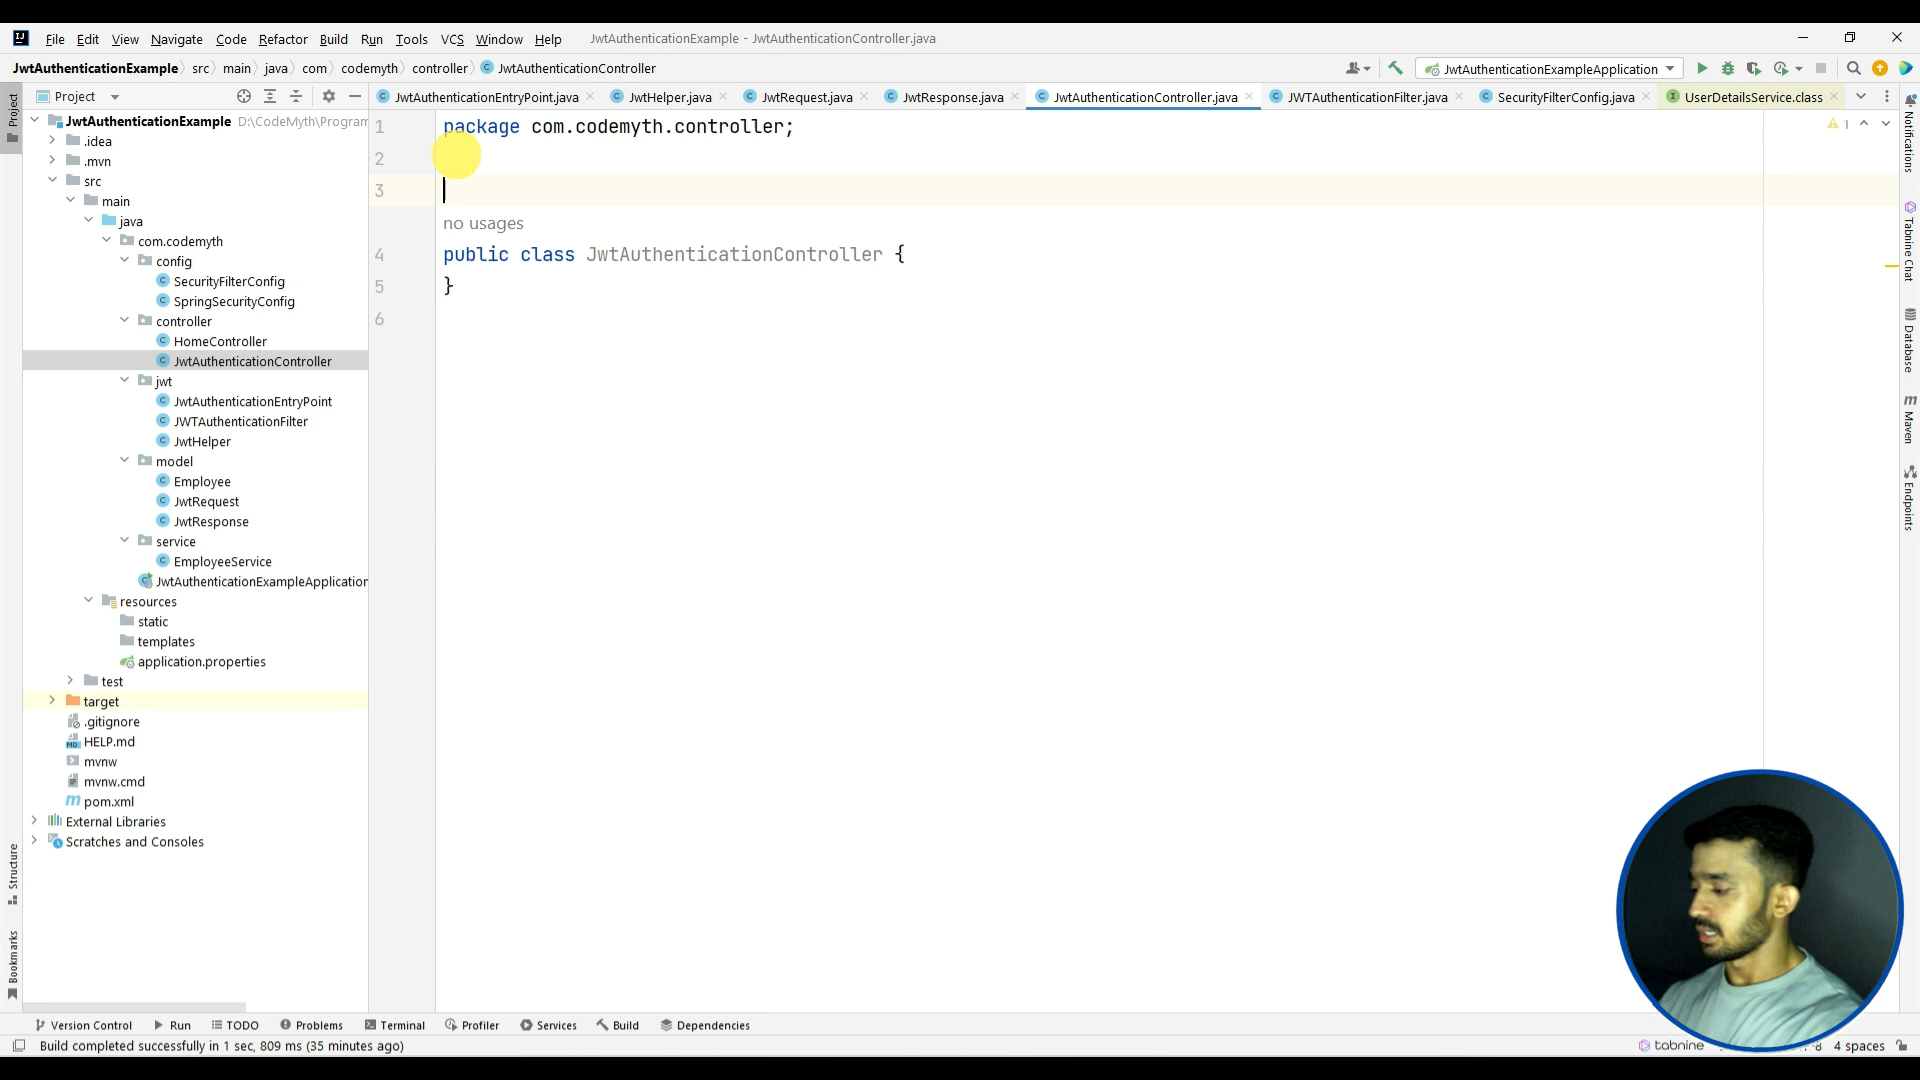 File Edit View Navigate Code Refactor Build Run Tools VCS Window Help JwtAuthenticationExample - JwtAuthenticationController.java
JwtAuthenticationExample src main java com codemyth controller JwtAuthenticationController JwtAuthenticationExampleApplication
Project JwtAuthenticationEntryPoint.java JwtHelper.java JwtRequest.java JwtResponse.java JwtAuthenticationController.java JWTAuthenticationFilter.java SecurityFilterConfig.java UserDetailsService.class
JwtAuthenticationExample D:\CodeMyth\Program
.idea
.mvn
src
main
java
com.codemyth
config
SecurityFilterConfig
SpringSecurityConfig
controller
HomeController
JwtAuthenticationController
jwt
JwtAuthenticationEntryPoint
JWTAuthenticationFilter
JwtHelper
model
Employee
JwtRequest
JwtResponse
service
EmployeeService
JwtAuthenticationExampleApplication
resources
static
templates
application.properties
test
target
.gitignore
HELP.md
mvnw
mvnw.cmd
pom.xml
External Libraries
Scratches and Consoles
1 package com.codemyth.controller;
2
3
no usages
4 public class JwtAuthenticationController {
5 }
6
1
Project
Structure
Bookmarks
Notifications
Tabnine Chat
Database
Maven
Endpoints
Version Control Run TODO Problems Terminal Profiler Services Build Dependencies
Build completed successfully in 1 sec, 809 ms (35 minutes ago) tabnine 4 spaces